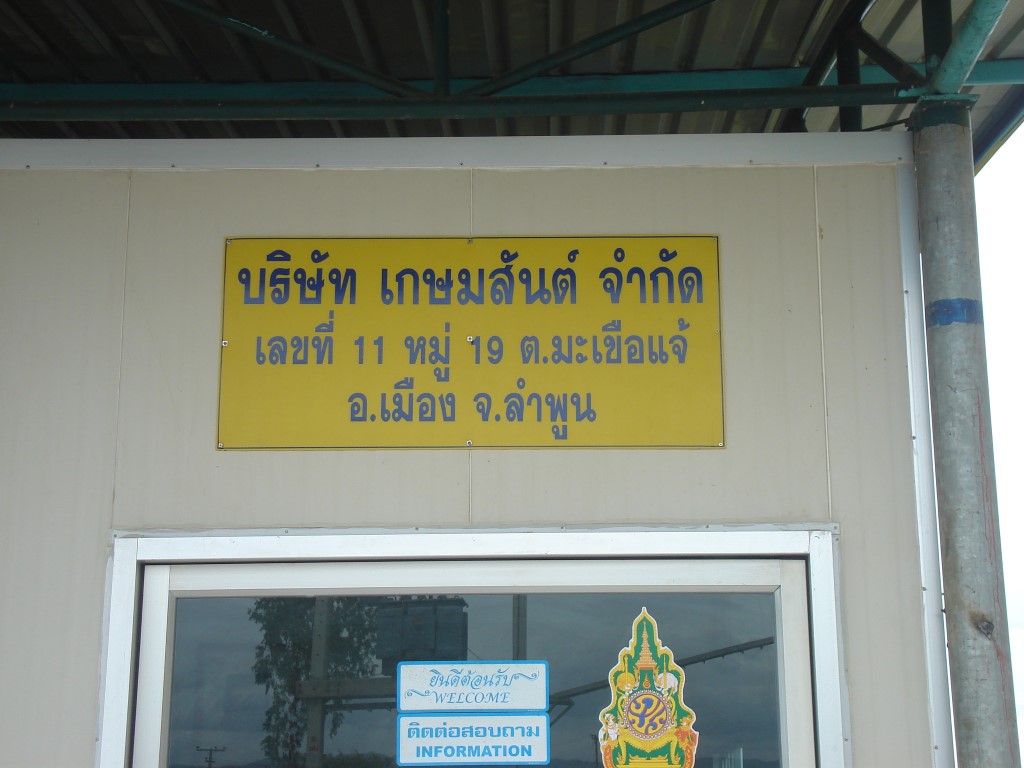 บริษัท เกษมสันต์ จำกัด
เลขที่ 11 หมู่ 19 ต.มะเขือแจ้
อ.เมือง จ.ลำพูน
ยินดีต้อนรับ
WELCOME
ติดต่อสอบถาม
INFORMATION